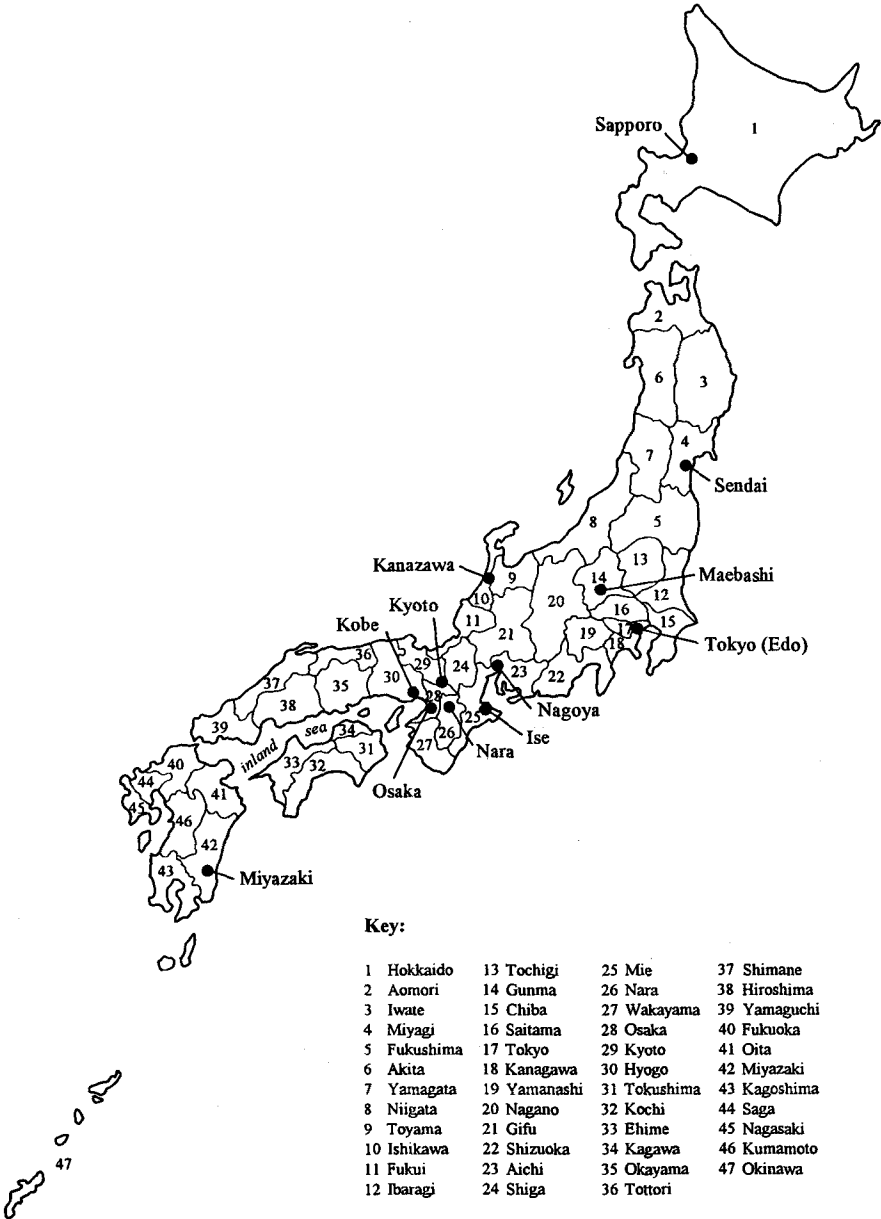 Sapporo
1
2
6
3
4
7
Sendai
8
5
Kanazawa
9
13
14
Maebashi
12
10
20
Kyoto
16
11
15
17
Kobe
21
19
Tokyo (Edo)
18
36
29
24
23
22
37
35
30
38
28
Nagoya
39
sea
34
25
Ise
inland
31
27
26
Nara
40
33
32
44
41
Osaka
45
46
42
43
Miyazaki
47
Key:
1 Hokkaido 13 Tochigi 25 Mie 37 Shimane
2 Aomori 14 Gunma 26 Nara 38 Hiroshima
3 Iwate 15 Chiba 27 Wakayama 39 Yamaguchi
4 Miyagi 16 Saitama 28 Osaka 40 Fukuoka
5 Fukushima 17 Tokyo 29 Kyoto 41 Oita
6 Akita 18 Kanagawa 30 Hyogo 42 Miyazaki
7 Yamagata 19 Yamanashi 31 Tokushima 43 Kagoshima
8 Niigata 20 Nagano 32 Kochi 44 Saga
9 Toyama 21 Gifu 33 Ehime 45 Nagasaki
10 Ishikawa 22 Shizuoka 34 Kagawa 46 Kumamoto
11 Fukui 23 Aichi 35 Okayama 47 Okinawa
12 Ibaragi 24 Shiga 36 Tottori